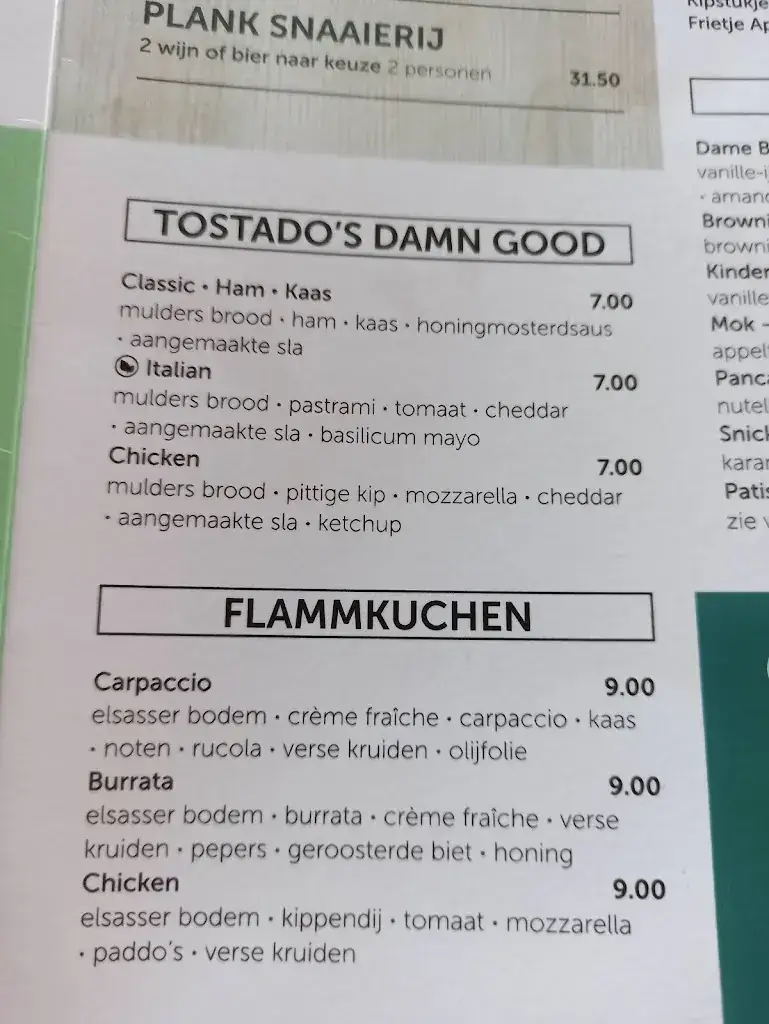 PLANK SNAAIERIJ
2 wijn of bier naar keuze 2 personen 31.50
TOSTADO'S DAMN GOOD
Classic • Ham • Kaas 7.00
mulders brood • ham • kaas • honingmosterdsaus
• aangemaakte sla
Italian 7.00
mulders brood • pastrami • tomaat • cheddar
• aangemaakte sla • basilicum mayo
Chicken 7.00
mulders brood • pittige kip • mozzarella • cheddar
• aangemaakte sla • ketchup
FLAMMKUCHEN
Carpaccio 9.00
elsasser bodem • crème fraîche • carpaccio • kaas
• noten • rucola • verse kruiden • olijfolie
Burrata 9.00
elsasser bodem • burrata • crème fraîche • verse
kruiden • pepers • geroosterde biet • honing
Chicken 9.00
elsasser bodem • kippendij • tomaat • mozzarella
• paddo's • verse kruiden
Frietje
Dame
Mok -
zie